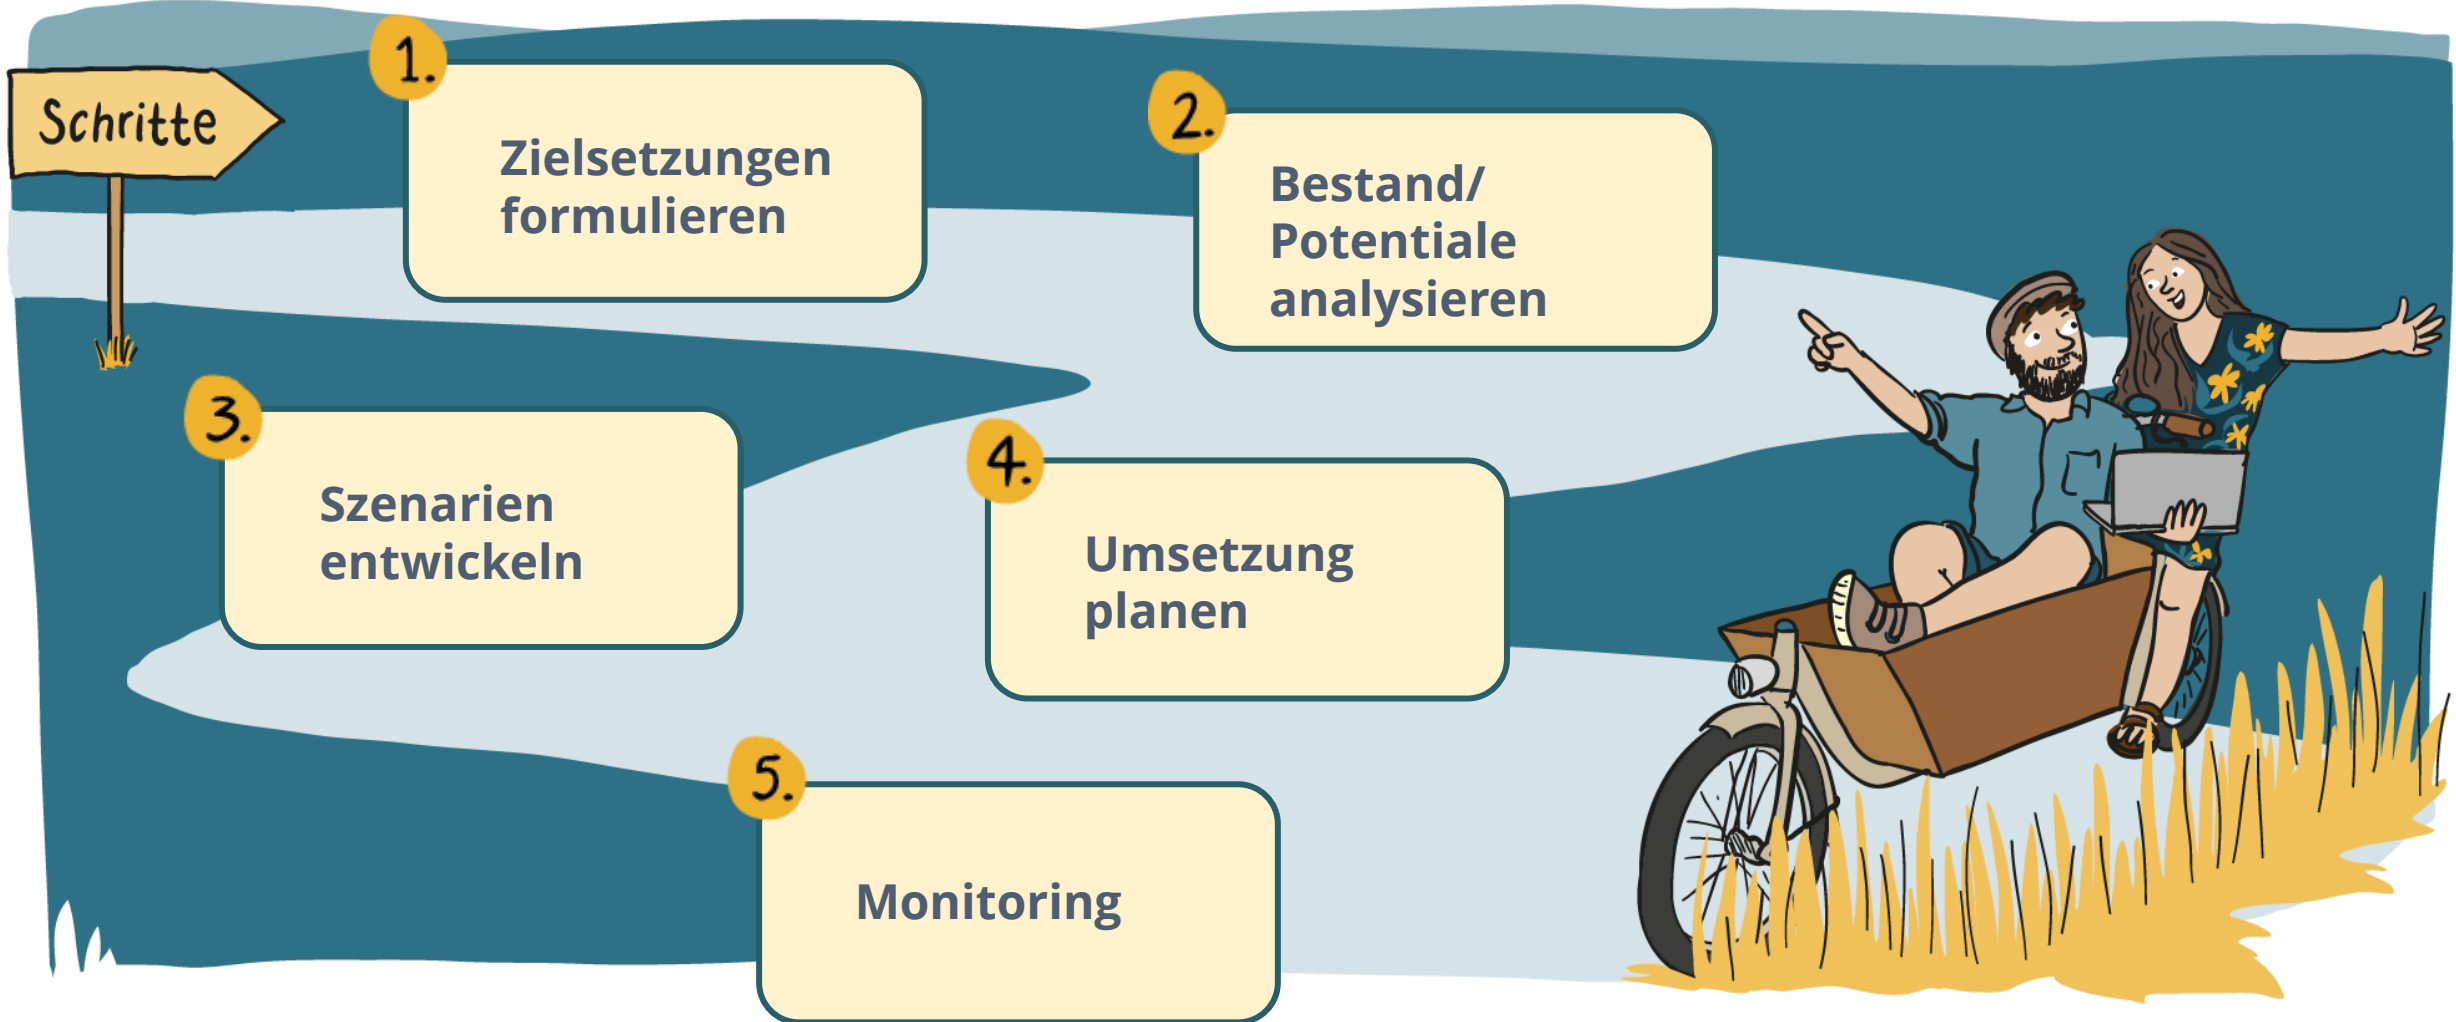 Schritte
1.
Zielsetzungen
formulieren
2.
Bestand/
Potentiale
analysieren
3.
Szenarien
entwickeln
4.
Umsetzung
planen
5.
Monitoring